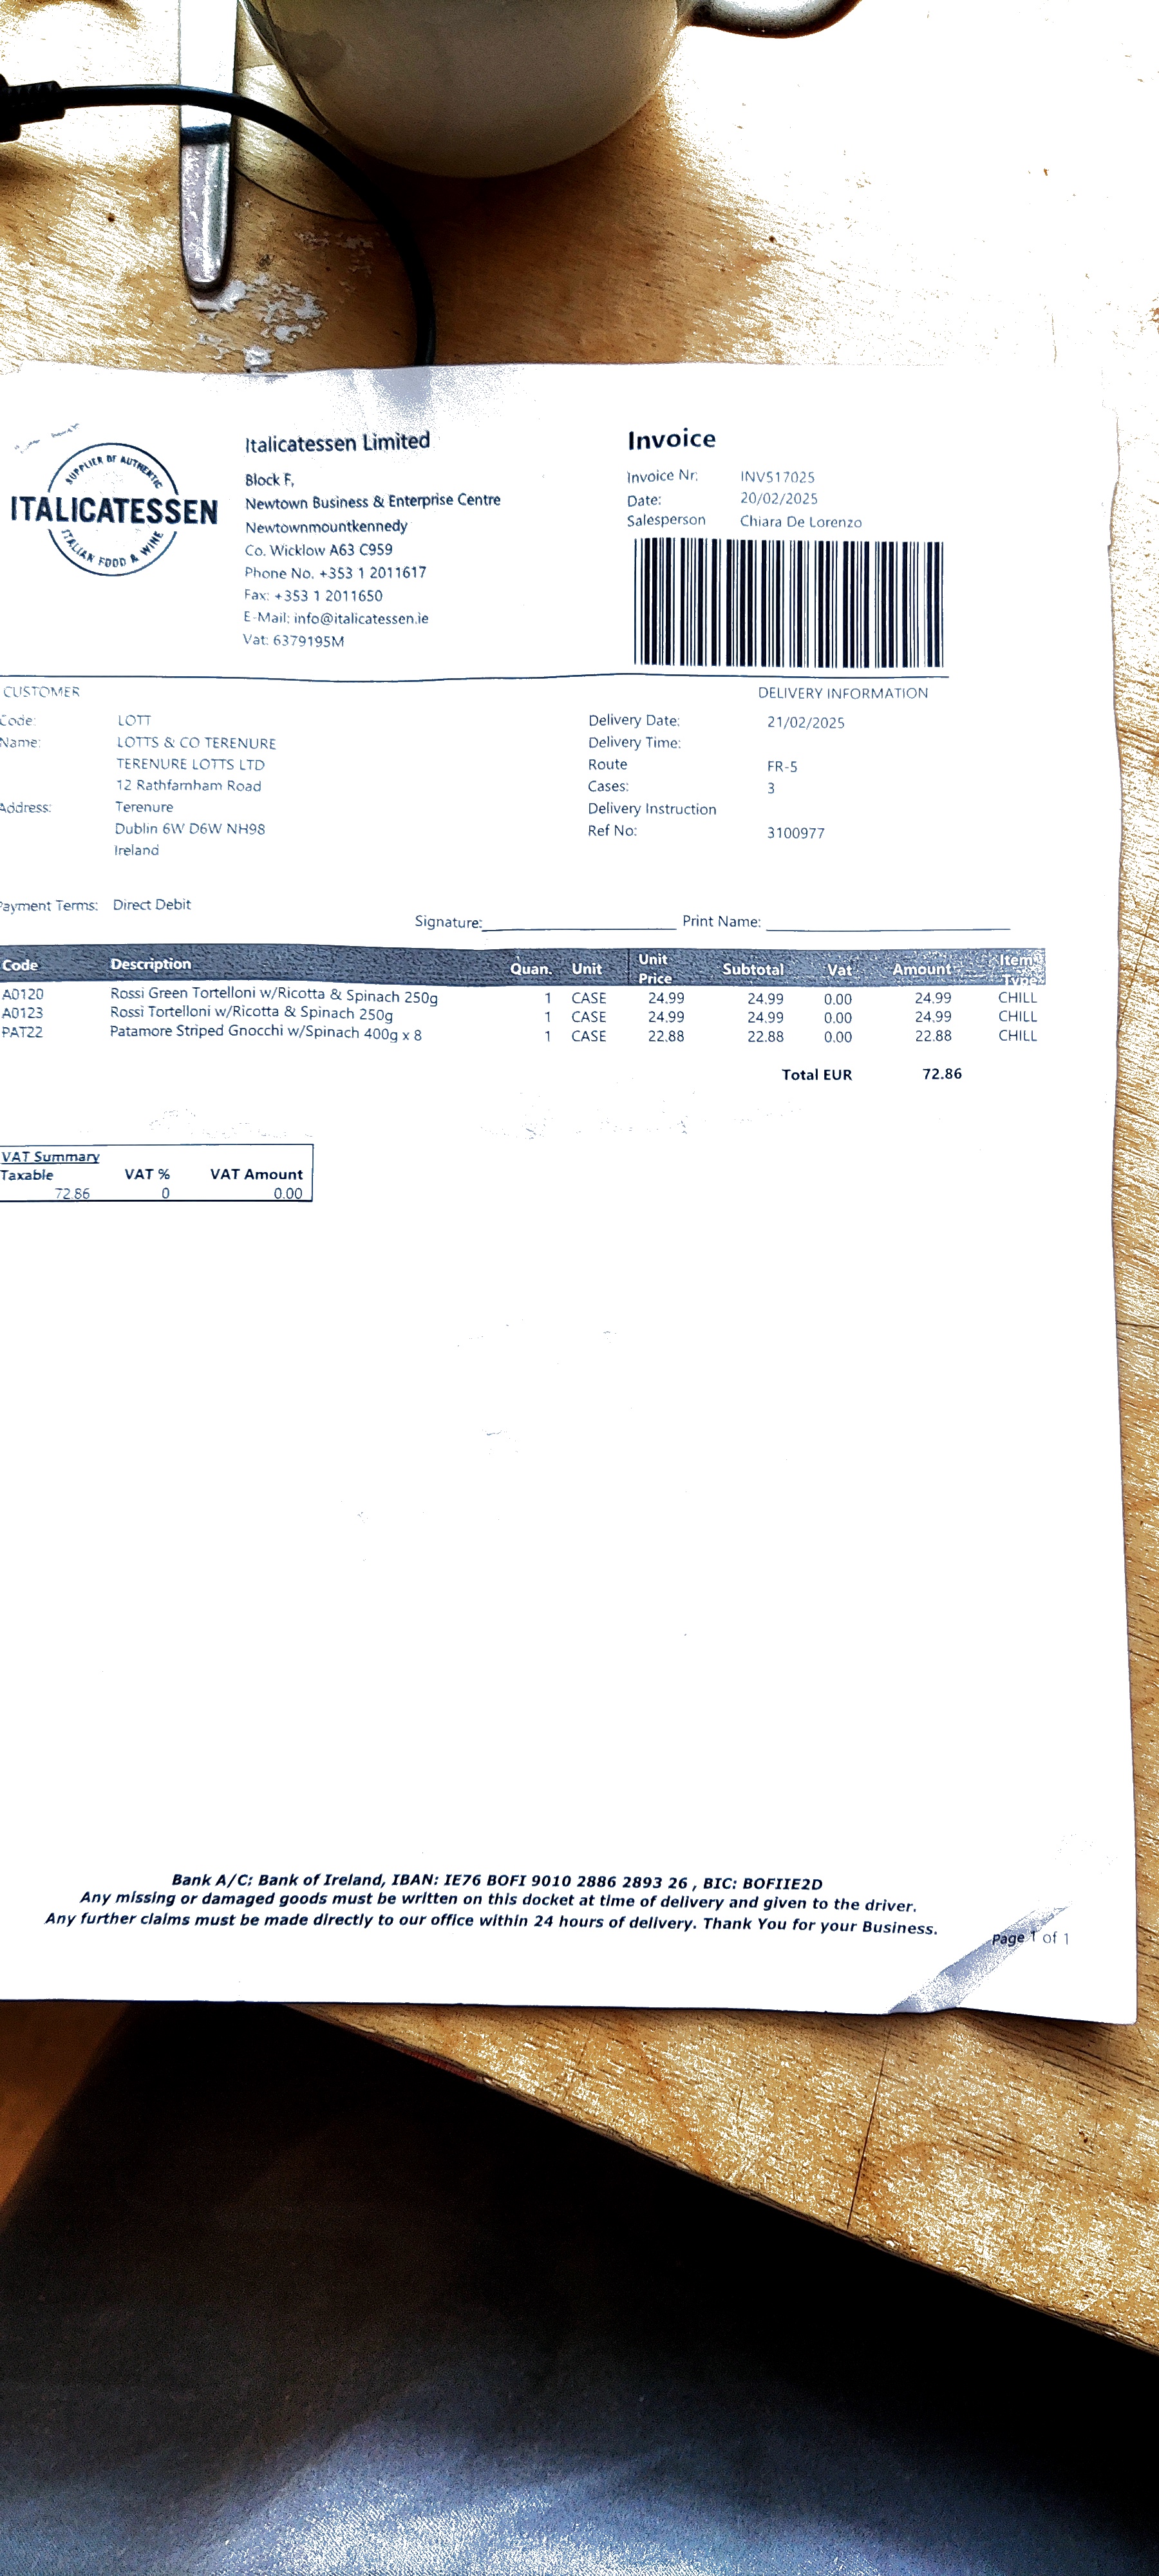 SUPPLIER OF AUTHENTIC
ITALICATESSEN
ITALIAN FOOD & WINE
Italicatessen Limited
Block F,
Newtown Business & Enterprise Centre
Newtownmountkennedy
Co. Wicklow A63 C959
Phone No. +353 1 2011617
Fax: +353 1 2011650
E-Mail: info@italicatessen.ie
Vat: 6379195M
Invoice
Invoice Nr: INV517025
Date: 20/02/2025
Salesperson Chiara De Lorenzo
CUSTOMER
Code: LOTT
Name: LOTTS & CO TERENURE
TERENURE LOTTS LTD
12 Rathfarnham Road
Address: Terenure
Dublin 6W D6W NH98
Ireland
Payment Terms: Direct Debit
DELIVERY INFORMATION
Delivery Date: 21/02/2025
Delivery Time:
Route FR-5
Cases: 3
Delivery Instruction
Ref No: 3100977
Signature: Print Name:
Code Description Quan. Unit Unit Price Subtotal Vat Amount Item Type
A0120 Rossi Green Tortelloni w/Ricotta & Spinach 250g 1 CASE 24.99 24.99 0.00 24.99 CHILL
A0123 Rossi Tortelloni w/Ricotta & Spinach 250g 1 CASE 24.99 24.99 0.00 24.99 CHILL
PAT22 Patamore Striped Gnocchi w/Spinach 400g x 8 1 CASE 22.88 22.88 0.00 22.88 CHILL
Total EUR 72.86
VAT Summary
Taxable VAT % VAT Amount
72.86 0 0.00
Bank A/C: Bank of Ireland, IBAN: IE76 BOFI 9010 2886 2893 26 , BIC: BOFIIE2D
Any missing or damaged goods must be written on this docket at time of delivery and given to the driver.
Any further claims must be made directly to our office within 24 hours of delivery. Thank You for your Business.
Page 1 of 1